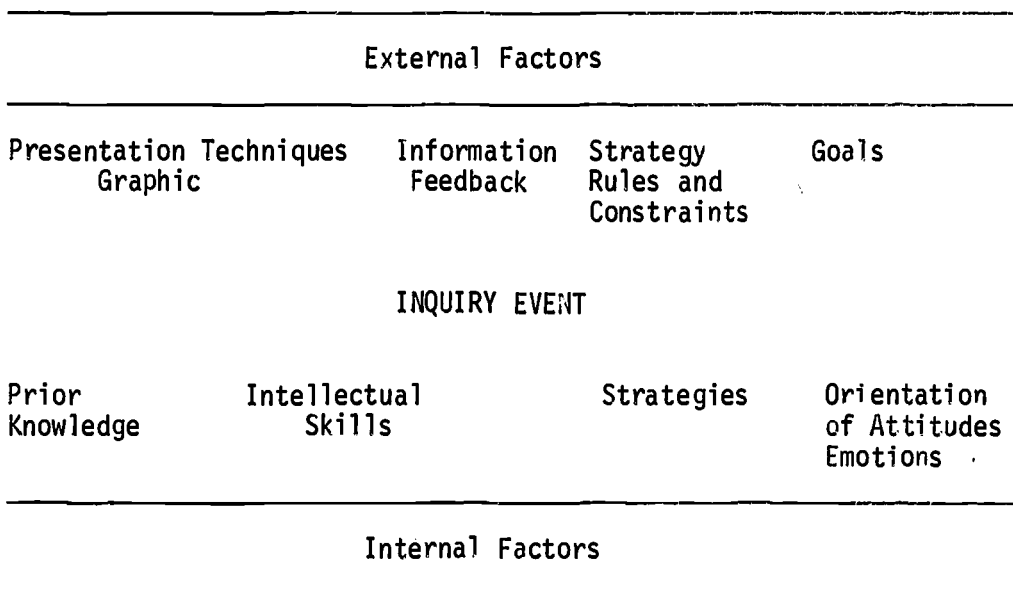 External Factors
Presentation Techniques Information Strategy Goals
Graphic Feedback Rules and
Constraints
INQUIRY EVENT
Prior Intellectual Strategies Orientation
Knowledge Skills of Attitudes
Emotions
Internal Factors